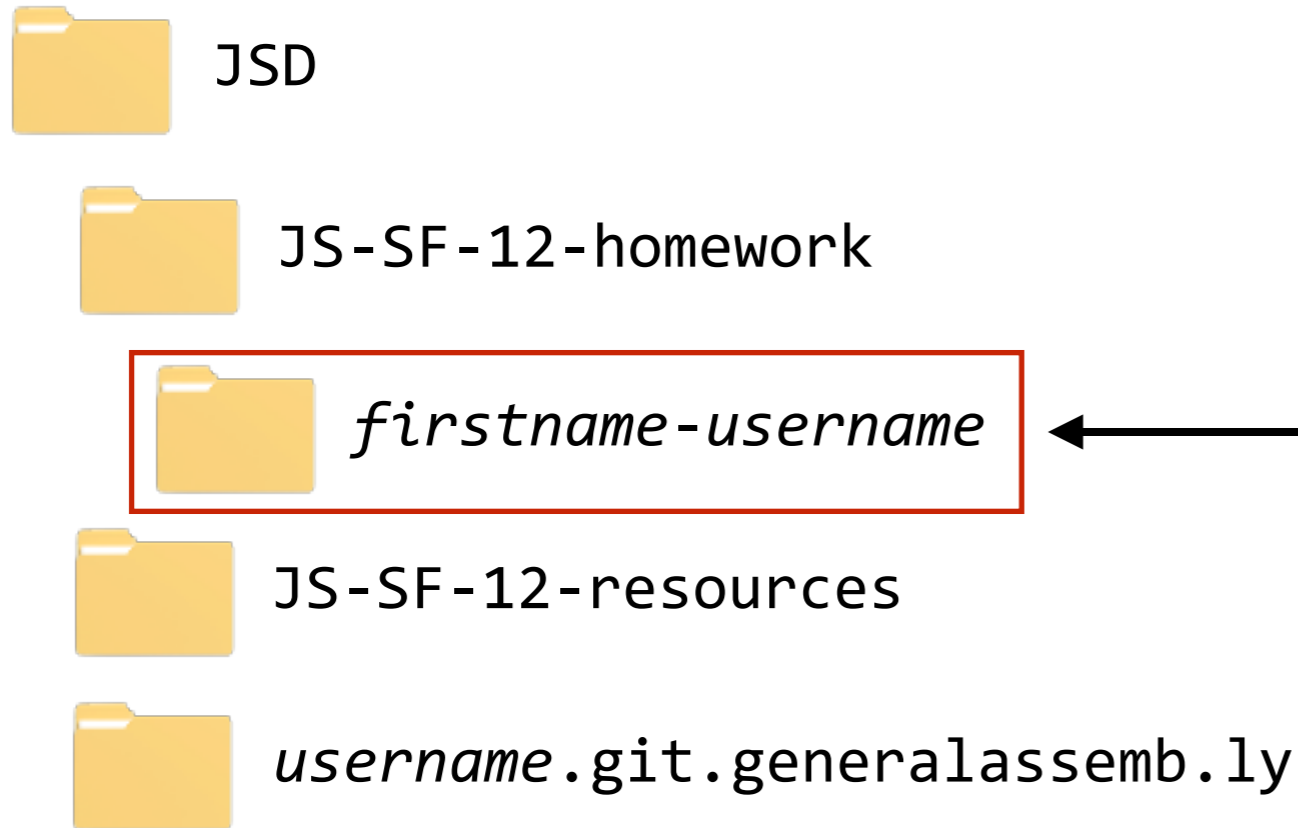 JSD
JS-SF-12-homework
firstname-username
JS-SF-12-resources
username.git.generalassemb.ly